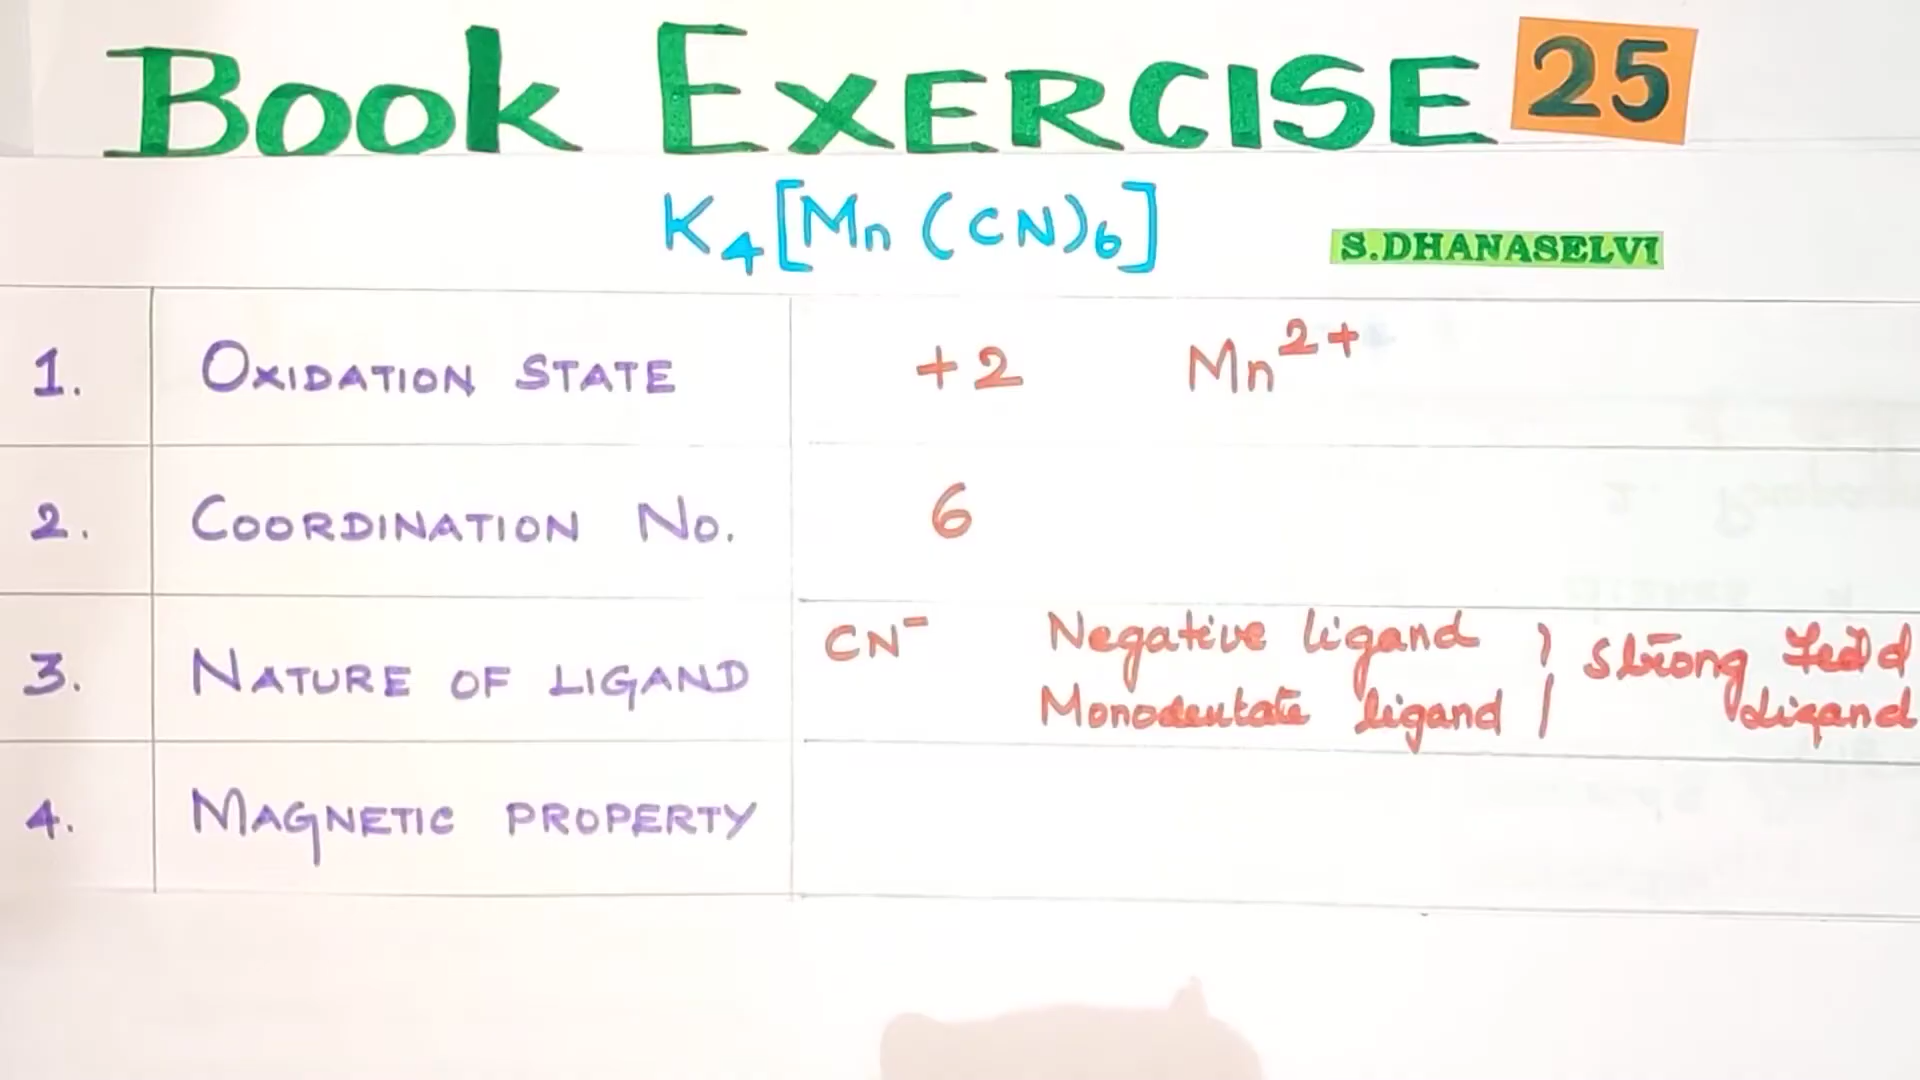 BOOK EXERCISE 25
K₄[Mn(CN)₆]
S.DHANASELVI
1. OXIDATION STATE +2 Mn²⁺
2. COORDINATION NO. 6
3. NATURE OF LIGAND CN⁻ Negative ligand strong
Monodentate ligand Ligand
4. MAGNETIC PROPERTY